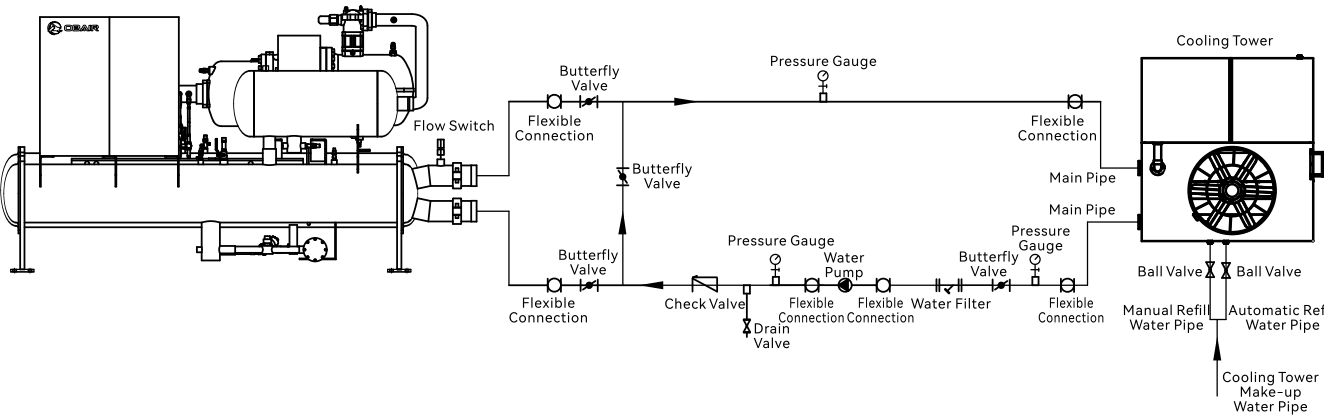 OBAIR
Cooling Tower
Pressure Gauge
Butterfly
Valve
Flexible
Connection
Flow Switch
Flexible
Connection
Butterfly
Valve
Main Pipe
Main Pipe
Pressure Gauge
Water
Pump
Butterfly
Valve
Pressure
Gauge
Butterfly
Valve
Ball Valve
Ball Valve
Flexible
Connection
Check Valve
Flexible
Connection
Flexible
Connection
Water Filter
Flexible
Connection
Drain
Valve
Manual Refill
Water Pipe
Automatic Ref
Water Pipe
Cooling Tower
Make-up
Water Pipe